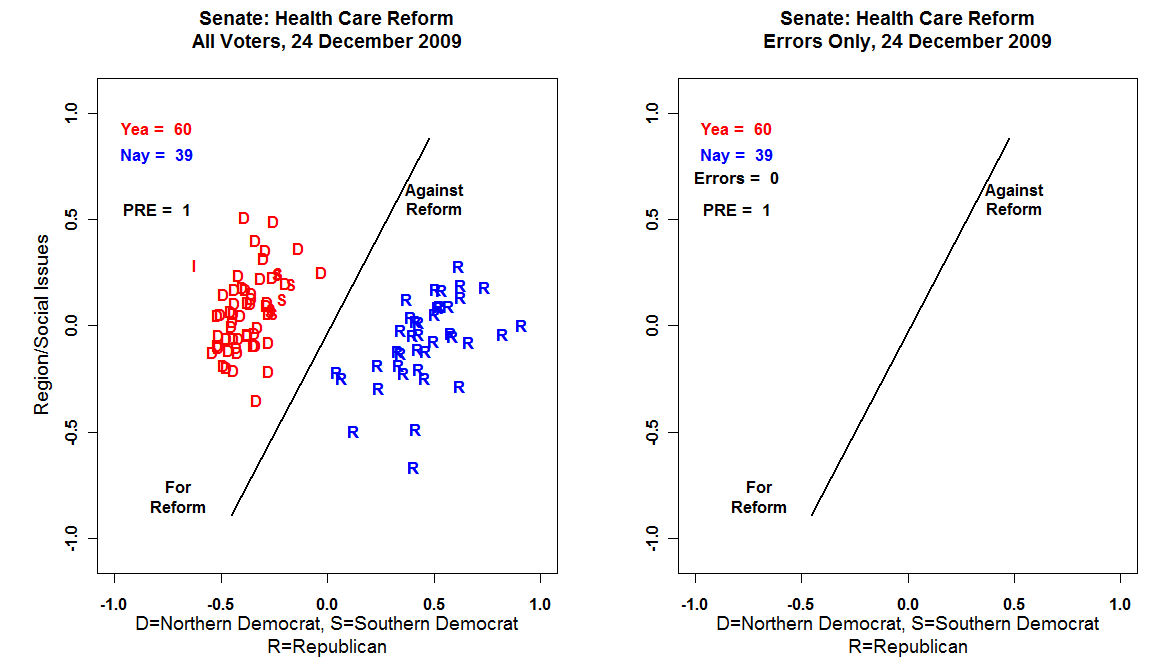 Senate: Health Care Reform
All Voters, 24 December 2009
Yea = 60
Nay = 39
PRE = 1
Against
Reform
For
Reform
I
D
S
R
Region/Social Issues
1.0
0.5
0.0
-0.5
-1.0
-1.0 -0.5 0.0 0.5 1.0
D=Northern Democrat, S=Southern Democrat
R=Republican
Senate: Health Care Reform
Errors Only, 24 December 2009
Yea = 60
Nay = 39
Errors = 0
PRE = 1
Against
Reform
For
Reform
1.0
0.5
0.0
-0.5
-1.0
-1.0 -0.5 0.0 0.5 1.0
D=Northern Democrat, S=Southern Democrat
R=Republican